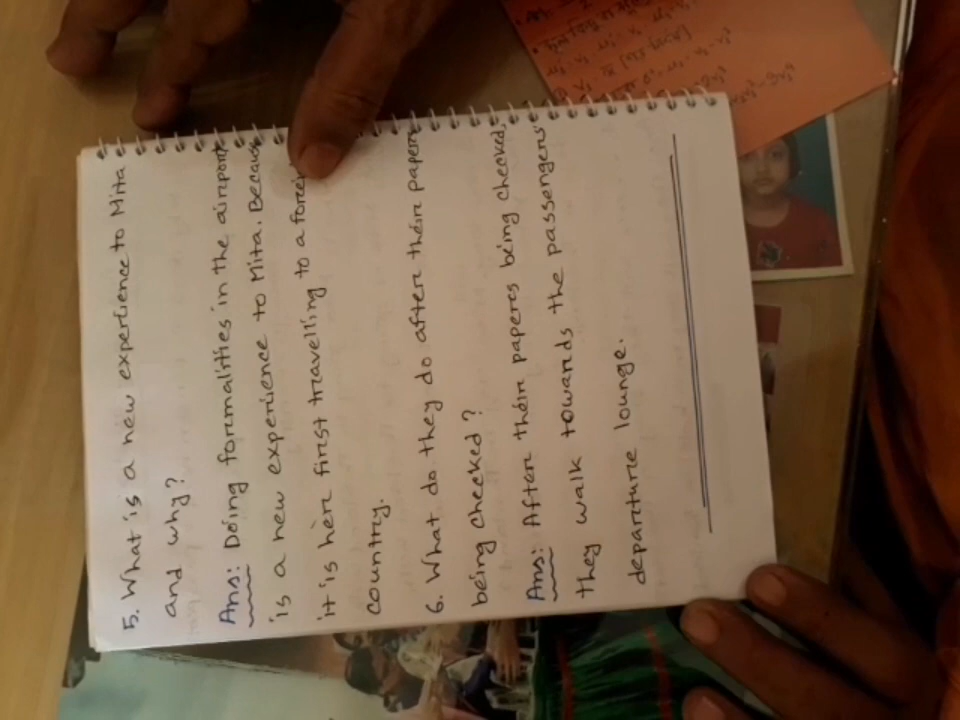 5. What is a new experience to Mita
and why?
Ans: Doing formalities in the airport
is a new experience to Mita. Because
it is her first travelling to a
country.
6. What do they do after their papers
being checked?
Ans: After their papers being checked,
they walk towards the passengers'
departure lounge.